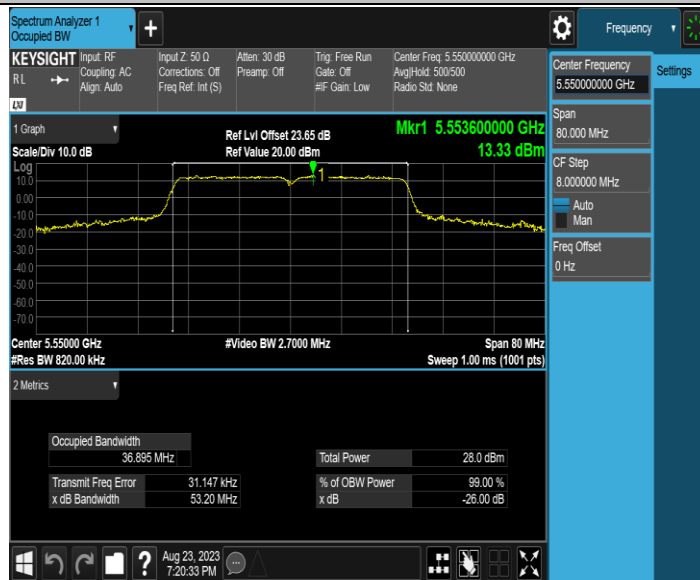 Spectrum Analyzer 1
Occupied BW
Frequency
KEYSIGHT
R L
LXI
Input: RF
Coupling: AC
Align: Auto
Input Z: 50 Ω
Corrections: Off
Freq Ref: Int (S)
Atten: 30 dB
Preamp: Off
Trig: Free Run
Gate: Off
#IF Gain: Low
Center Freq: 5.550000000 GHz
Avg|Hold: 500/500
Radio Std: None
Center Frequency
5.550000000 GHz
Settings
Span
80.000 MHz
CF Step
8.000000 MHz
Auto
Man
Freq Offset
0 Hz
1 Graph
Scale/Div 10.0 dB
Ref Lvl Offset 23.65 dB
Ref Value 20.00 dBm
Mkr1 5.553600000 GHz
13.33 dBm
Log
10.0
0.00
-10.0
-20.0
-30.0
-40.0
-50.0
-60.0
-70.0
1
Center 5.55000 GHz
#Res BW 820.00 kHz
#Video BW 2.7000 MHz
Span 80 MHz
Sweep 1.00 ms (1001 pts)
2 Metrics
Occupied Bandwidth
36.895 MHz
Total Power 28.0 dBm
Transmit Freq Error 31.147 kHz
% of OBW Power 99.00 %
x dB Bandwidth 53.20 MHz
x dB -26.00 dB
?
Aug 23, 2023
7:20:33 PM